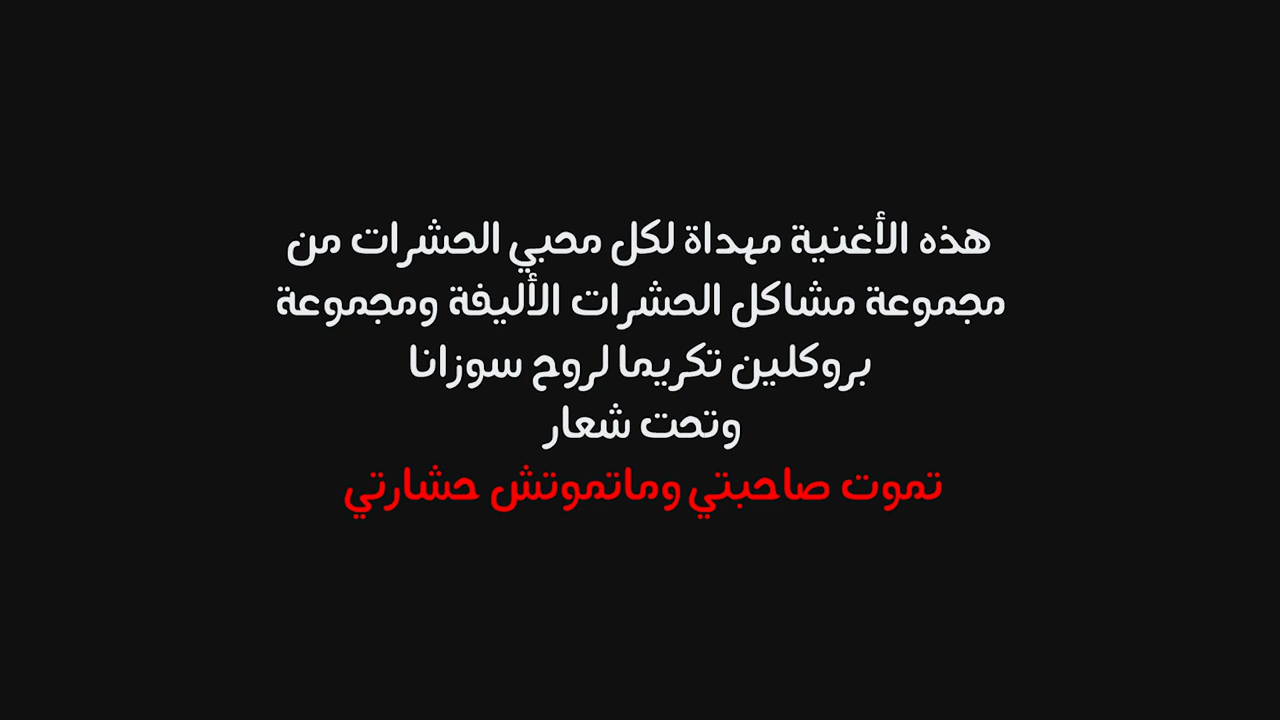 هذه الأغنية مهداة لكل محبي الحشرات من
مجموعة مشاكل الحشرات الأليفة ومجموعة
بروكلين تكريما لروح سوزانا
وتحت شعار
تموت صاحبتي وماتموتش حشارتي